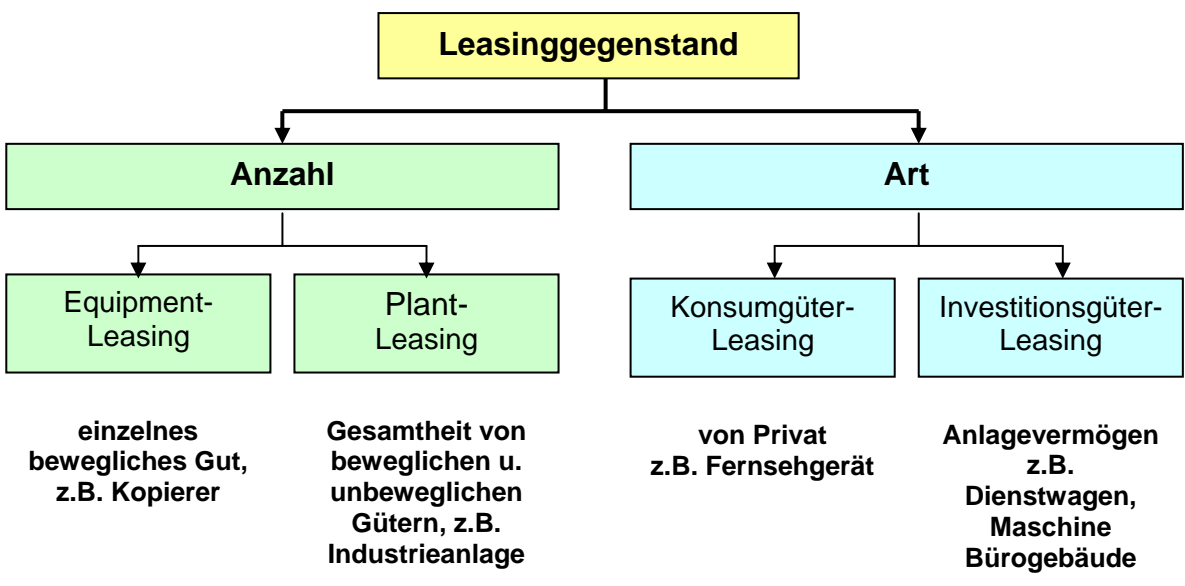 Leasinggegenstand
Anzahl
Art
Equipment-
Leasing
Plant-
Leasing
Konsumgüter-
Leasing
Investitionsgüter-
Leasing
einzelnes
bewegliches Gut,
z.B. Kopierer
Gesamtheit von
beweglichen u.
unbeweglichen
Gütern, z.B.
Industrieanlage
von Privat
z.B. Fernsehgerät
Anlagevermögen
z.B.
Dienstwagen,
Maschine
Bürogebäude